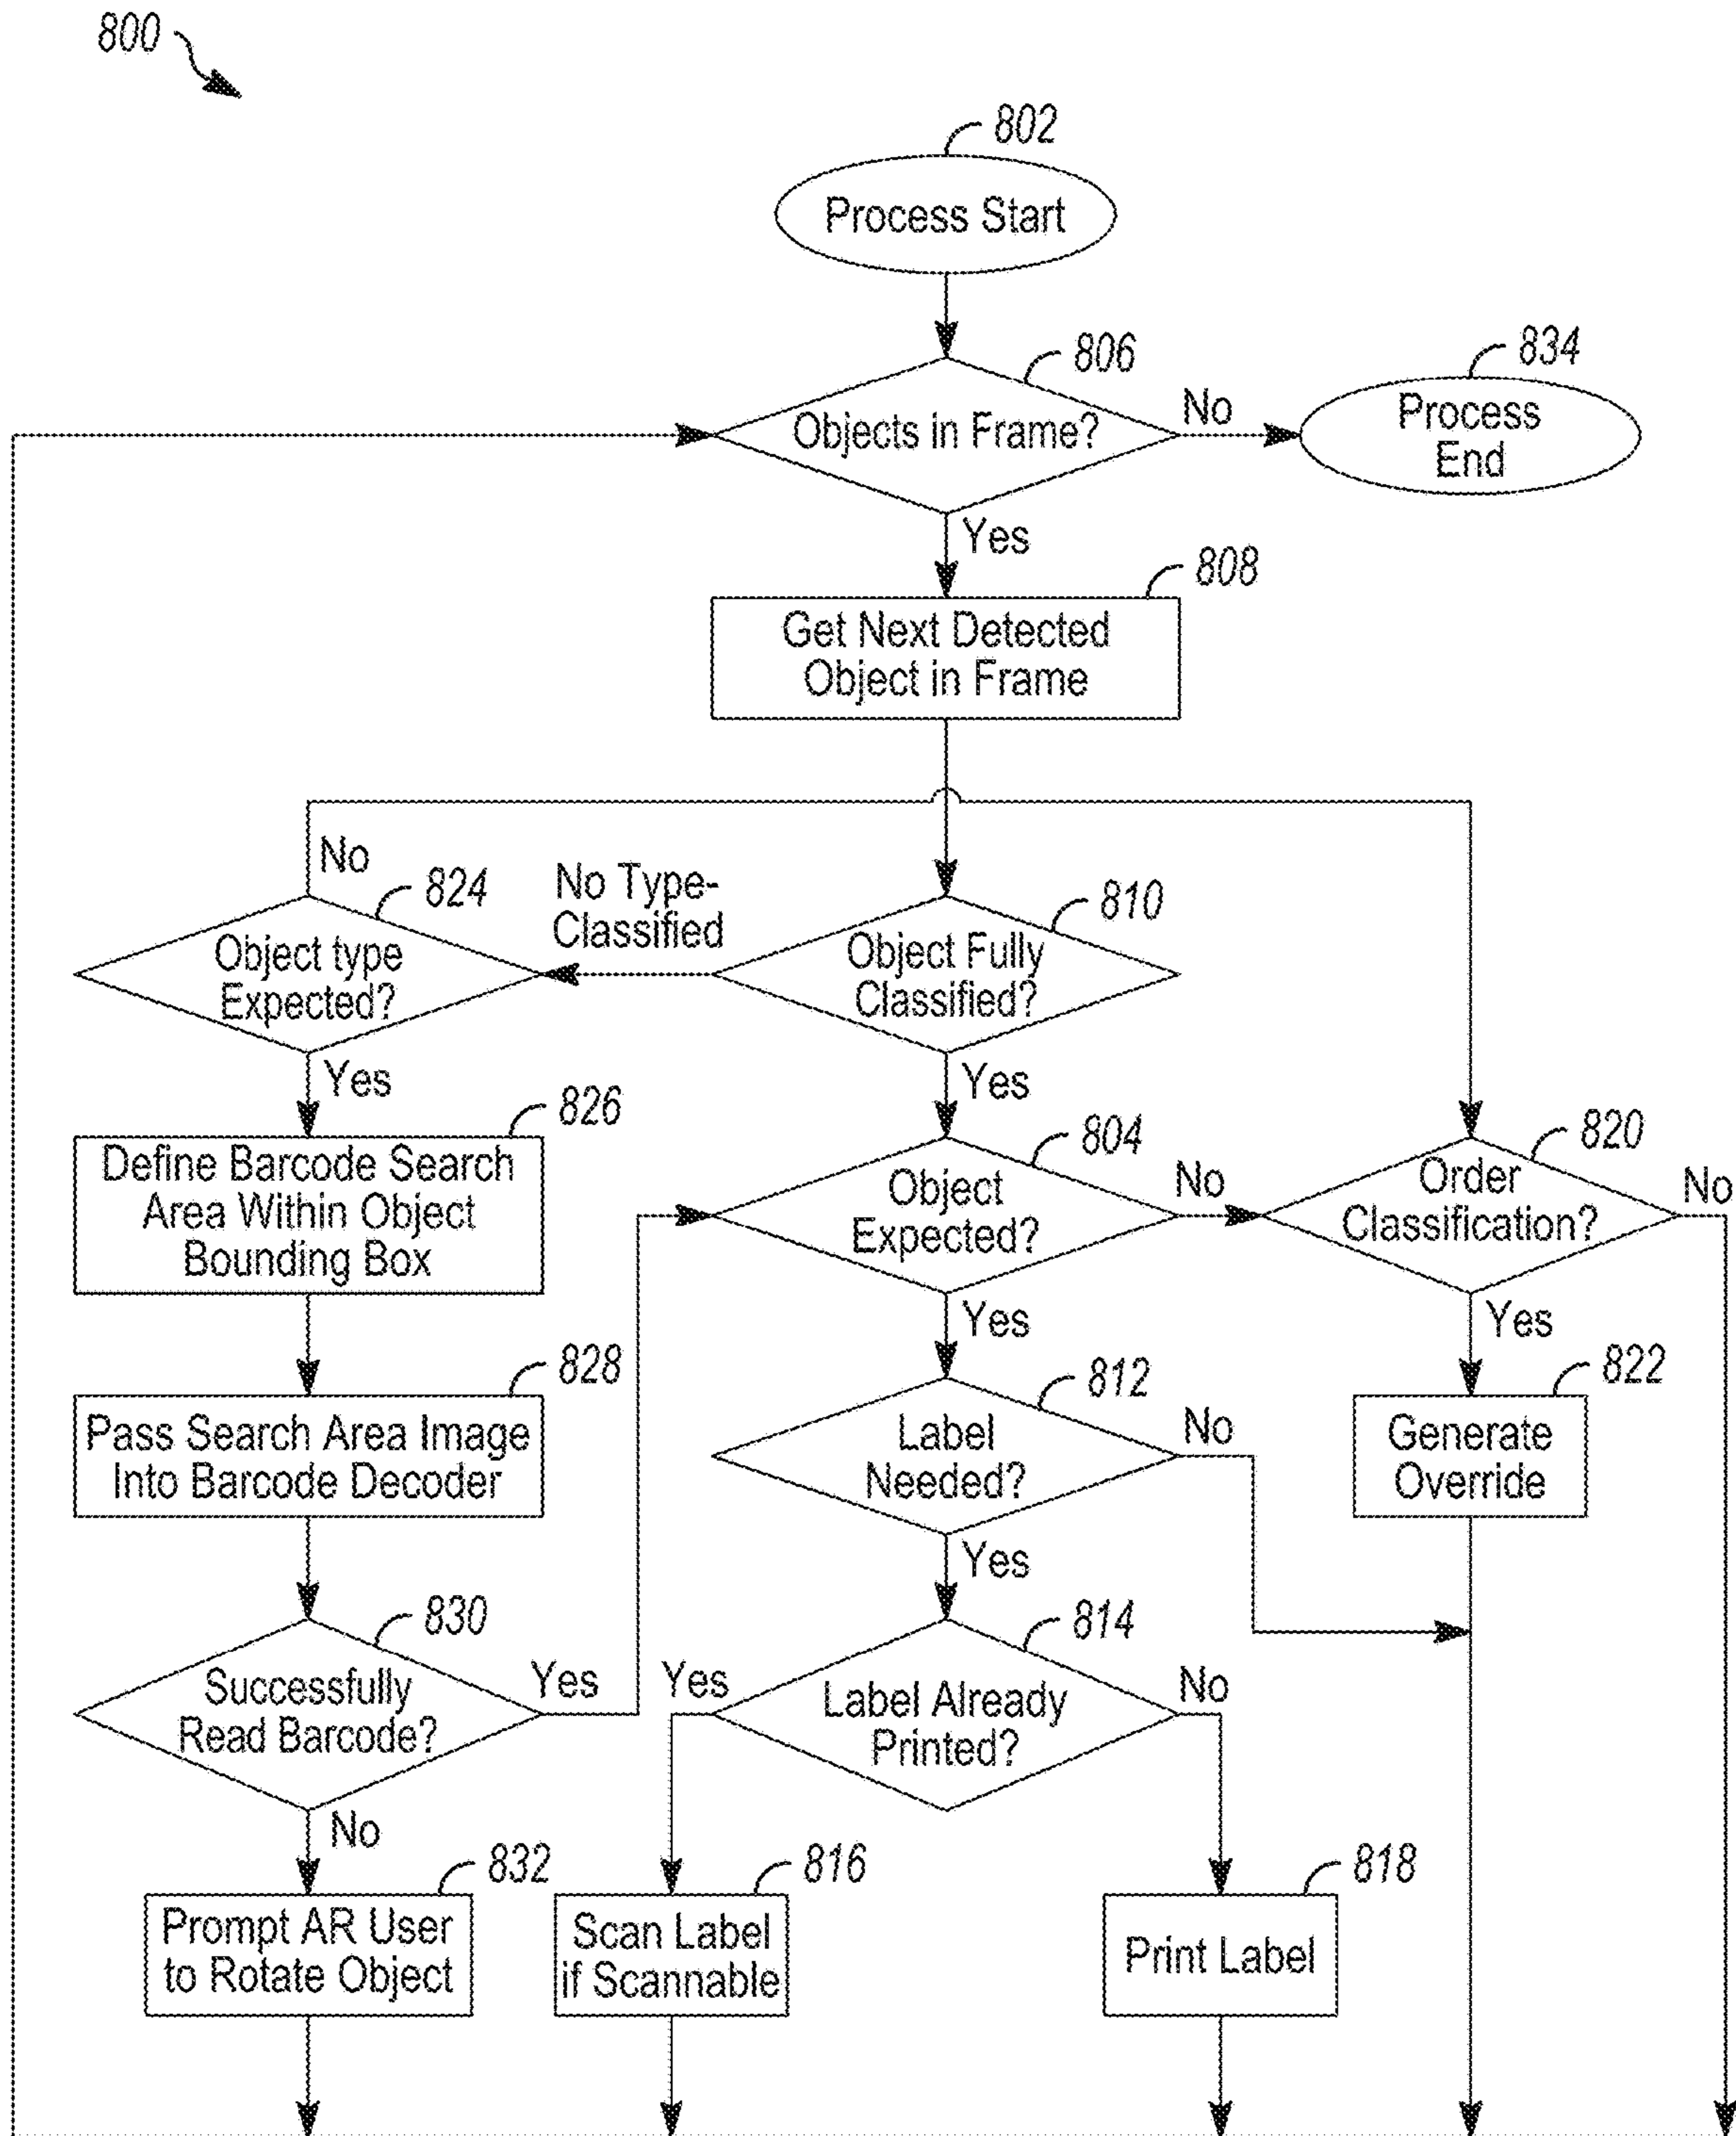 800
802
Process Start
806
Objects in Frame?
No
834
Process
End
Yes
808
Get Next Detected
Object in Frame
No
824
Object type
Expected?
No Type-
Classified
810
Object Fully
Classified?
Yes
826
Define Barcode Search
Area Within Object
Bounding Box
Yes
804
Object
Expected?
No
820
Order
Classification?
No
828
Pass Search Area Image
Into Barcode Decoder
Yes
812
Label
Needed?
No
Yes
822
Generate
Override
830
Successfully
Read Barcode?
Yes
Yes
814
Label Already
Printed?
Yes
No
No
832
Prompt AR User
to Rotate Object
816
Scan Label
if Scannable
818
Print Label